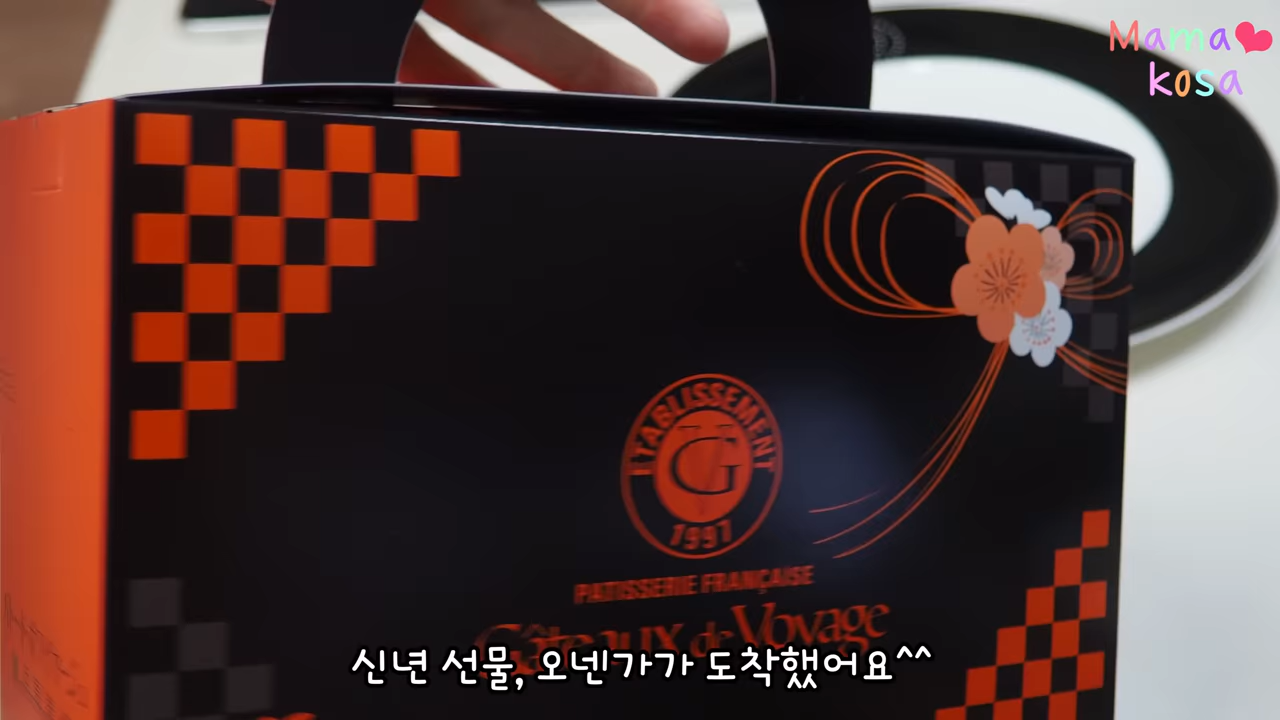 Mama
kosa
ETABLISSEMENT
VG
1997
PATISSERIE FRANÇAISE
Gâteaux de Voyage
신년 선물, 오넨가가 도착했어요^^